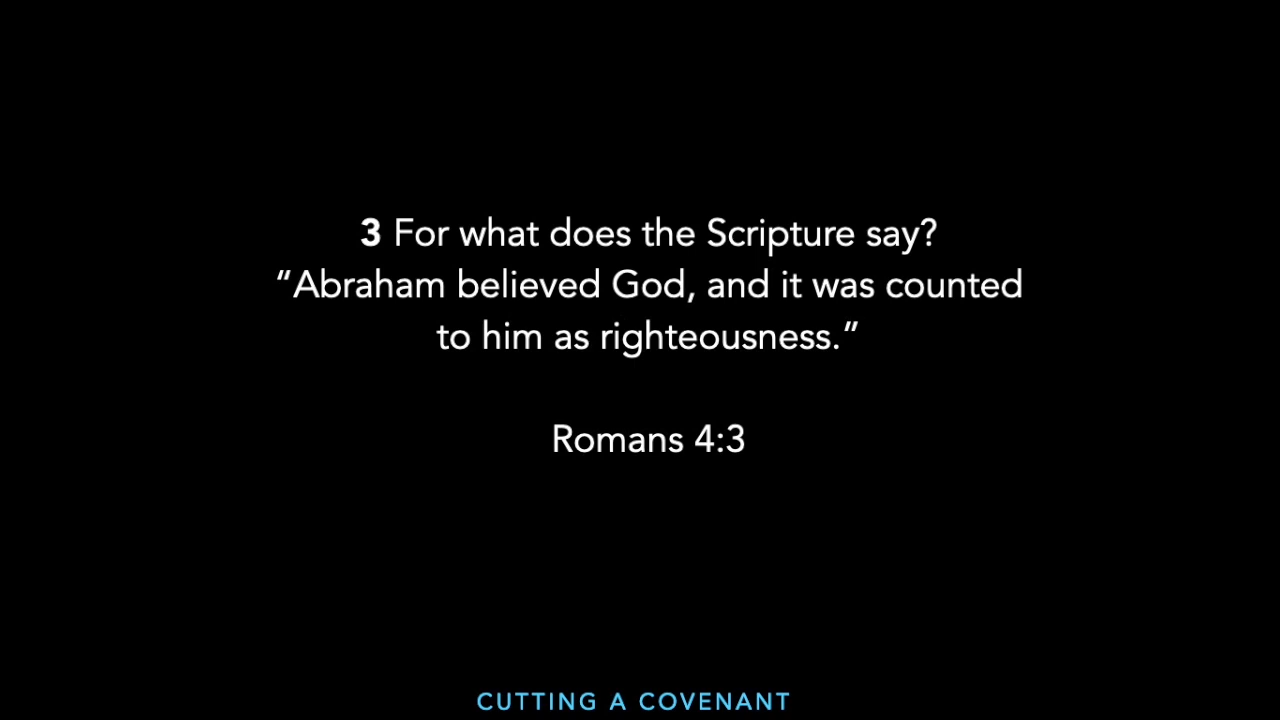 3 For what does the Scripture say?
“Abraham believed God, and it was counted
to him as righteousness.”
Romans 4:3
CUTTING A COVENANT